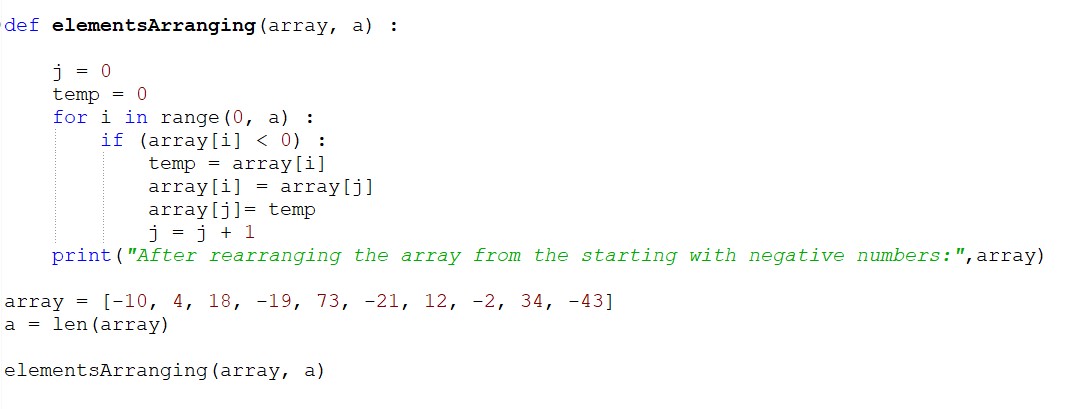 def elementsArranging(array, a) :
    j = 0
    temp = 0
    for i in range(0, a) :
        if (array[i] < 0) :
            temp = array[i]
            array[i] = array[j]
            array[j]= temp
            j = j + 1
    print("After rearranging the array from the starting with negative numbers:",array)
array = [-10, 4, 18, -19, 73, -21, 12, -2, 34, -43]
a = len(array)
elementsArranging(array, a)